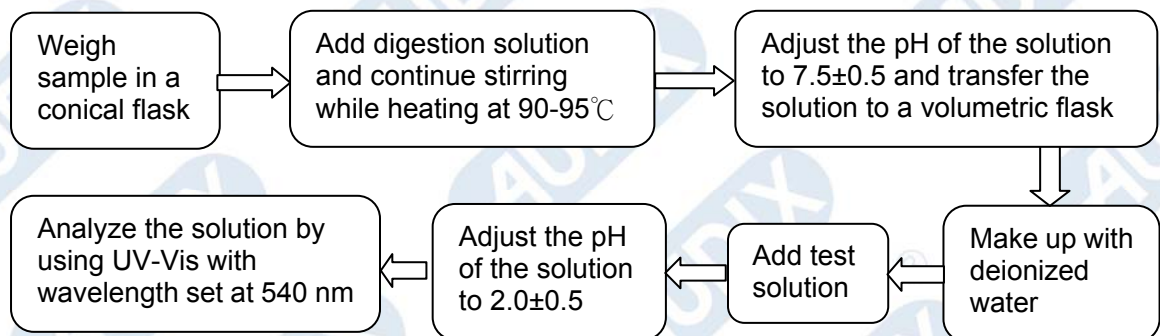 Weigh
sample in a
conical flask
Add digestion solution
and continue stirring
while heating at 90-95℃
Adjust the pH of the solution
to 7.5±0.5 and transfer the
solution to a volumetric flask
Make up with
deionized
water
Add test
solution
Adjust the pH
of the solution
to 2.0±0.5
Analyze the solution by
using UV-Vis with
wavelength set at 540 nm
AUDIX
AUDIX